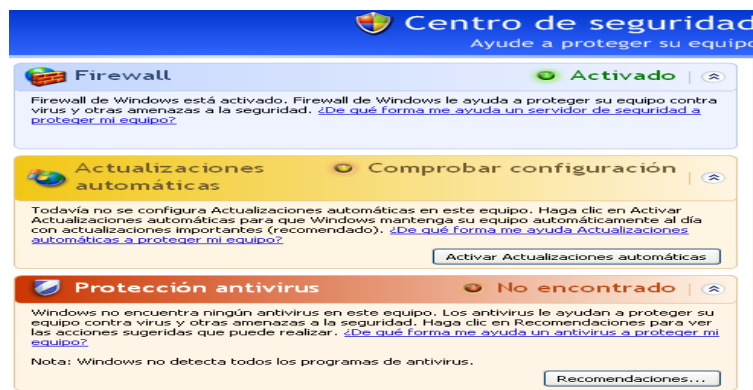 Centro de seguridad
Ayude a proteger su equipo
Firewall
Activado
Firewall de Windows está activado. Firewall de Windows le ayuda a proteger su equipo contra
virus y otras amenazas a la seguridad. ¿De qué forma me ayuda un servidor de seguridad a
proteger mi equipo?
Actualizaciones
automáticas
Comprobar configuración
Todavía no se configura Actualizaciones automáticas en este equipo. Haga clic en Activar
Actualizaciones automáticas para que Windows mantenga su equipo automáticamente al día
con actualizaciones importantes (recomendado). ¿De qué forma me ayuda Actualizaciones
automáticas a proteger mi equipo?
Activar Actualizaciones automáticas
Protección antivirus
No encontrado
Windows no encuentra ningún antivirus en este equipo. Los antivirus le ayudan a proteger su
equipo contra virus y otras amenazas a la seguridad. Haga clic en Recomendaciones para ver
las acciones sugeridas que puede realizar. ¿De qué forma me ayuda un antivirus a proteger mi
equipo?
Nota: Windows no detecta todos los programas de antivirus.
Recomendaciones...